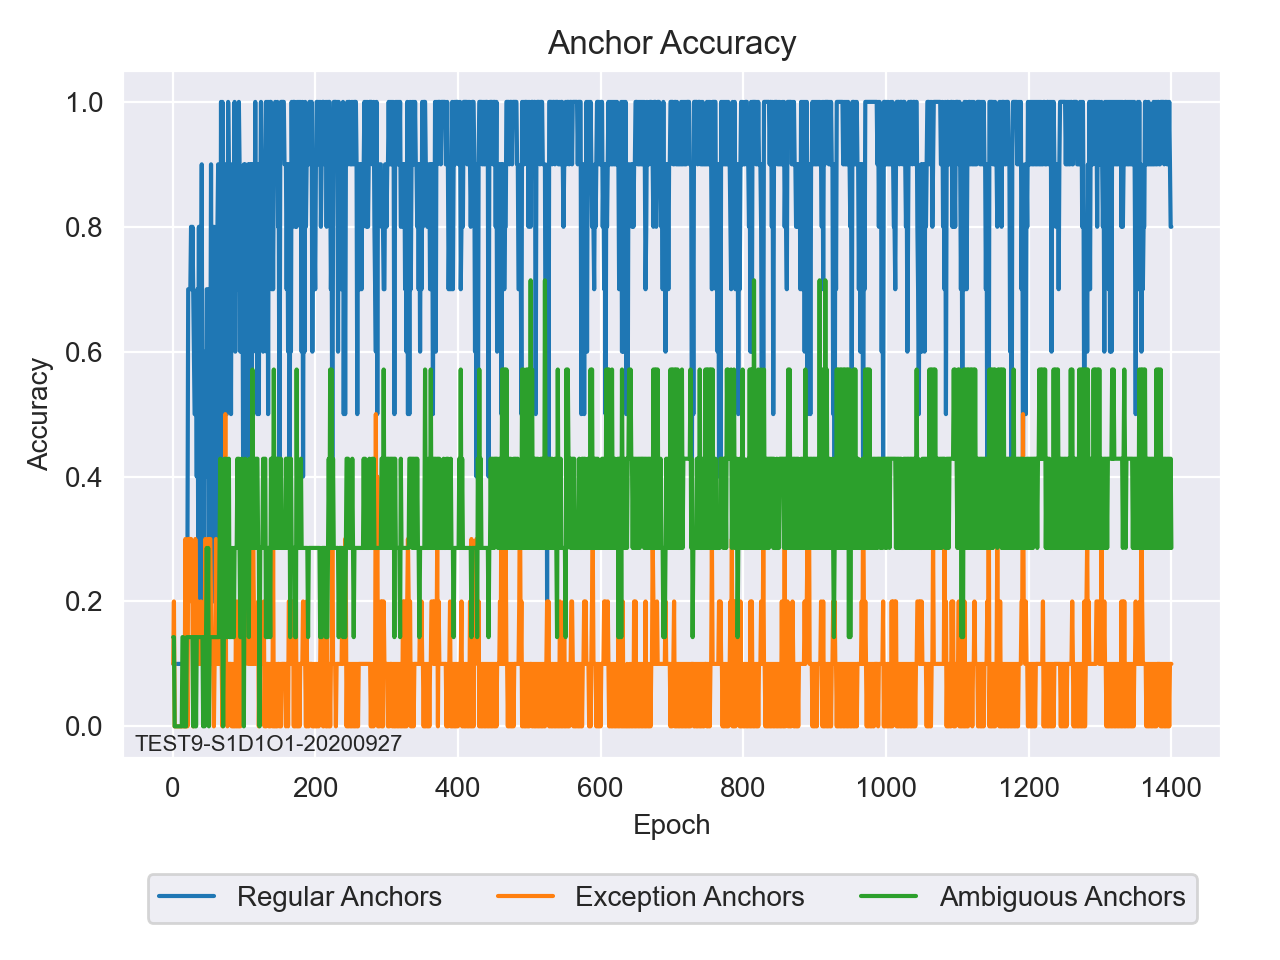 Anchor Accuracy
1.0
0.8
0.6
0.4
0.2
0.0
Accuracy
TEST9-S1D1O1-20200927
0 200 400 600 800 1000 1200 1400
Epoch
Regular Anchors Exception Anchors Ambiguous Anchors